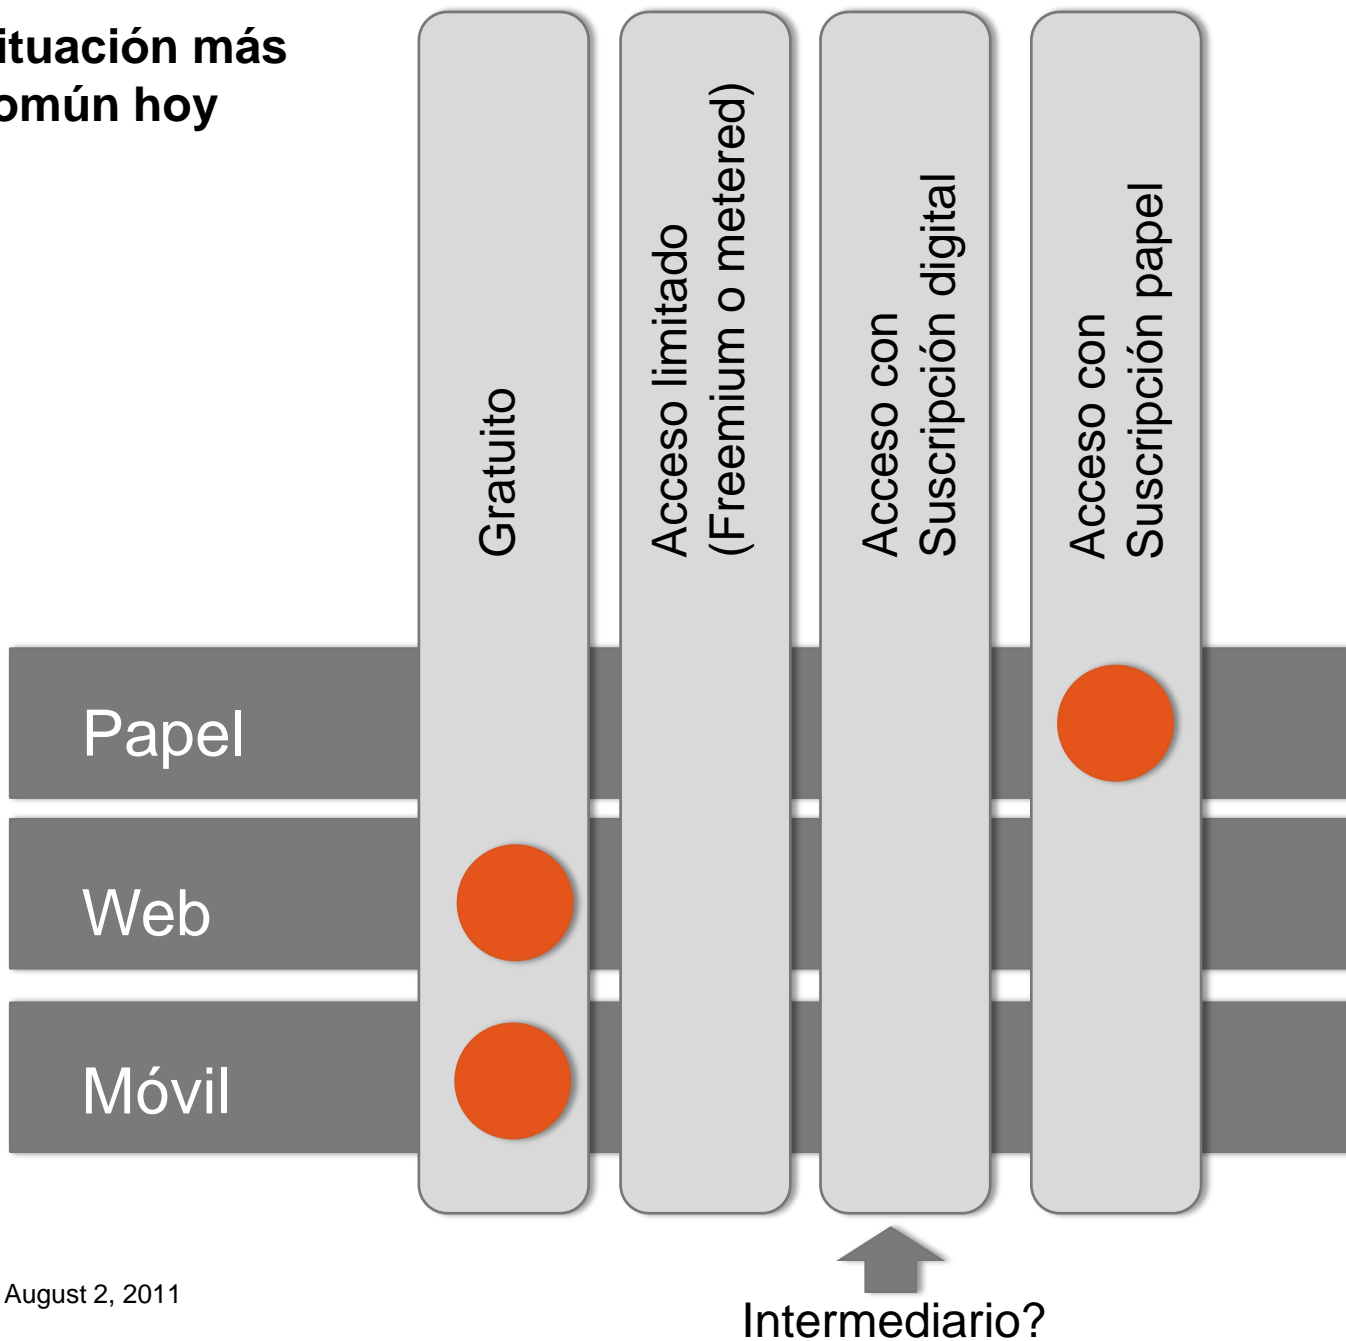 ituación más
omún hoy
Gratuito
Acceso limitado
(Freemium o metered)
Acceso con
Suscripción digital
Acceso con
Suscripción papel
Papel
Web
Móvil
August 2, 2011
Intermediario?